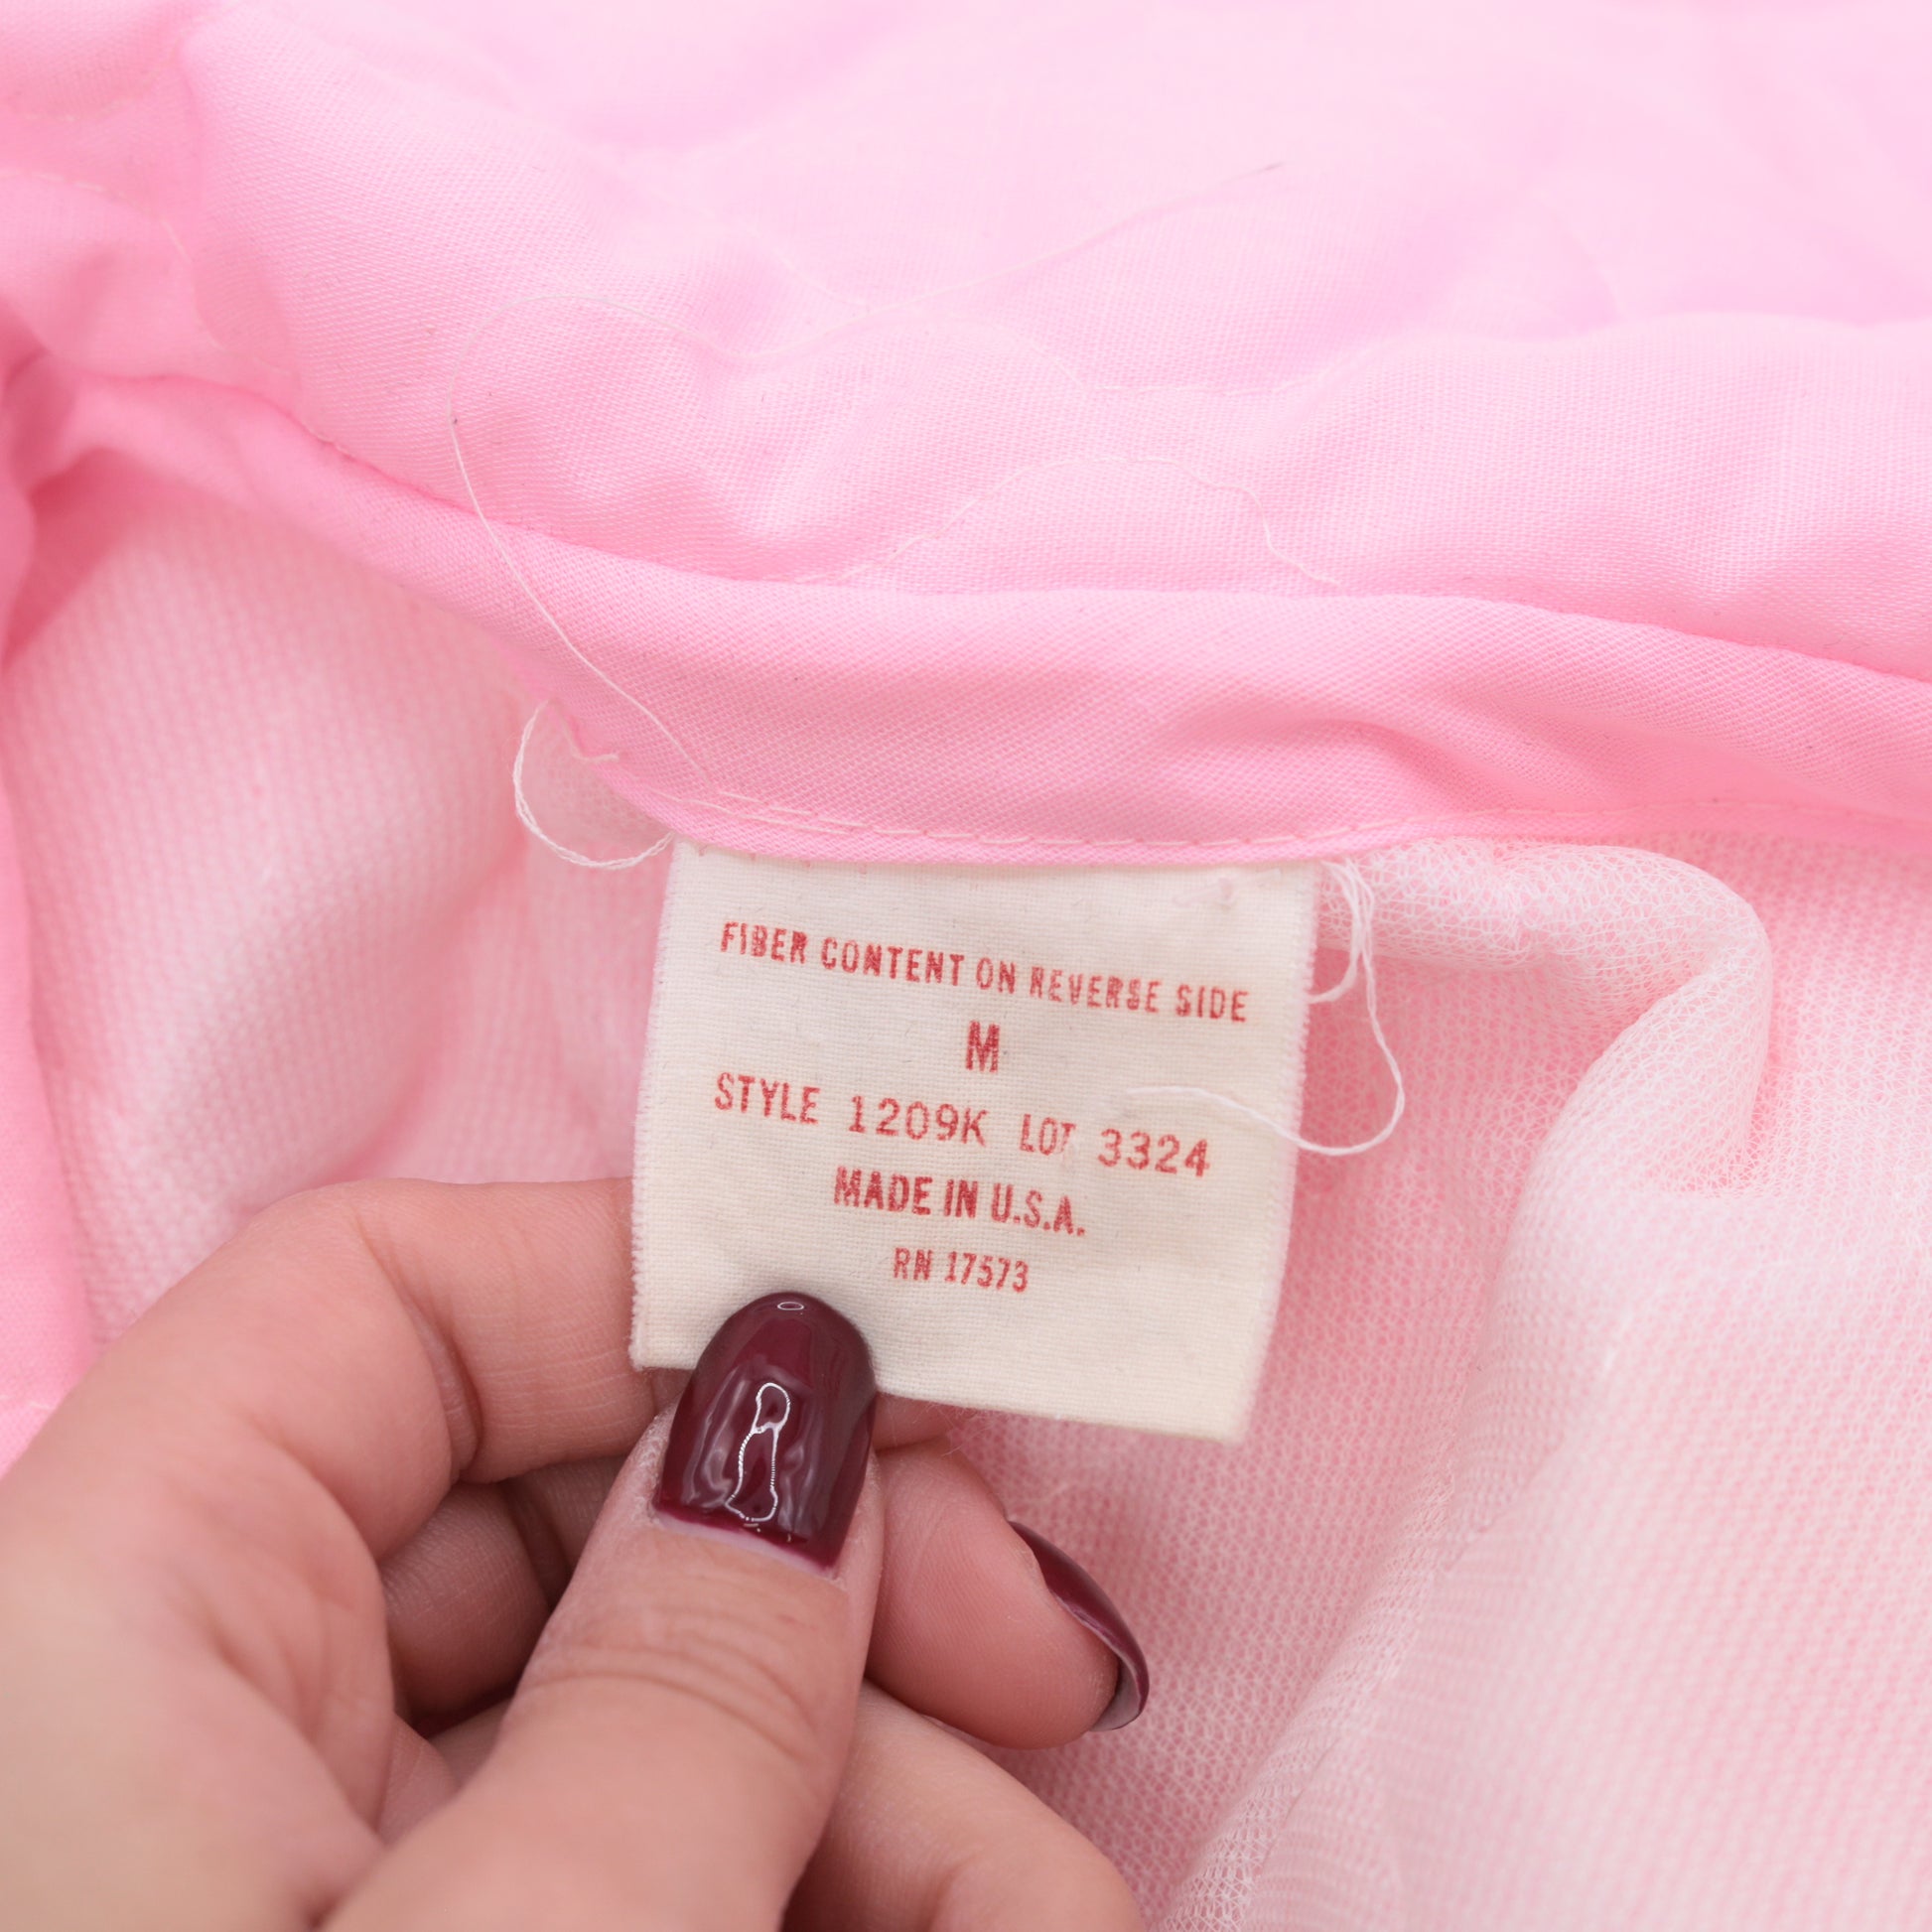 FIBER CONTENT ON REVERSE SIDE
M
STYLE 1209K LOT 3324
MADE IN U.S.A.
RN 17573